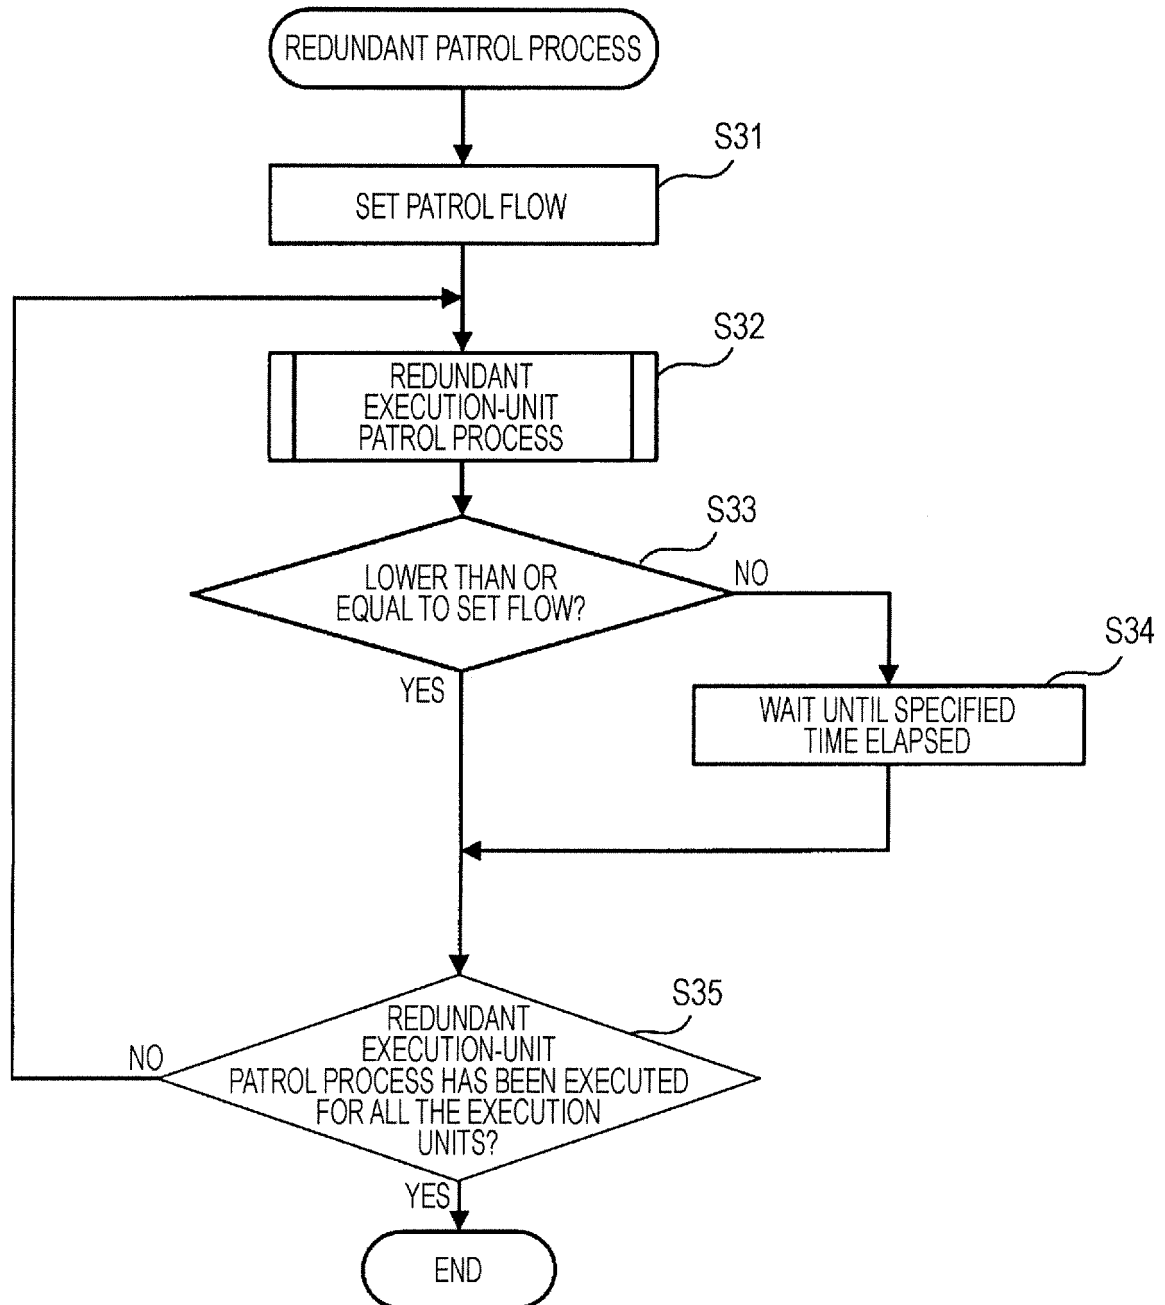 REDUNDANT PATROL PROCESS
S31
SET PATROL FLOW
S32
REDUNDANT
EXECUTION-UNIT
PATROL PROCESS
S33
LOWER THAN OR
EQUAL TO SET FLOW?
NO
YES
S34
WAIT UNTIL SPECIFIED
TIME ELAPSED
S35
REDUNDANT
EXECUTION-UNIT
PATROL PROCESS HAS BEEN EXECUTED
FOR ALL THE EXECUTION
UNITS?
NO
YES
END